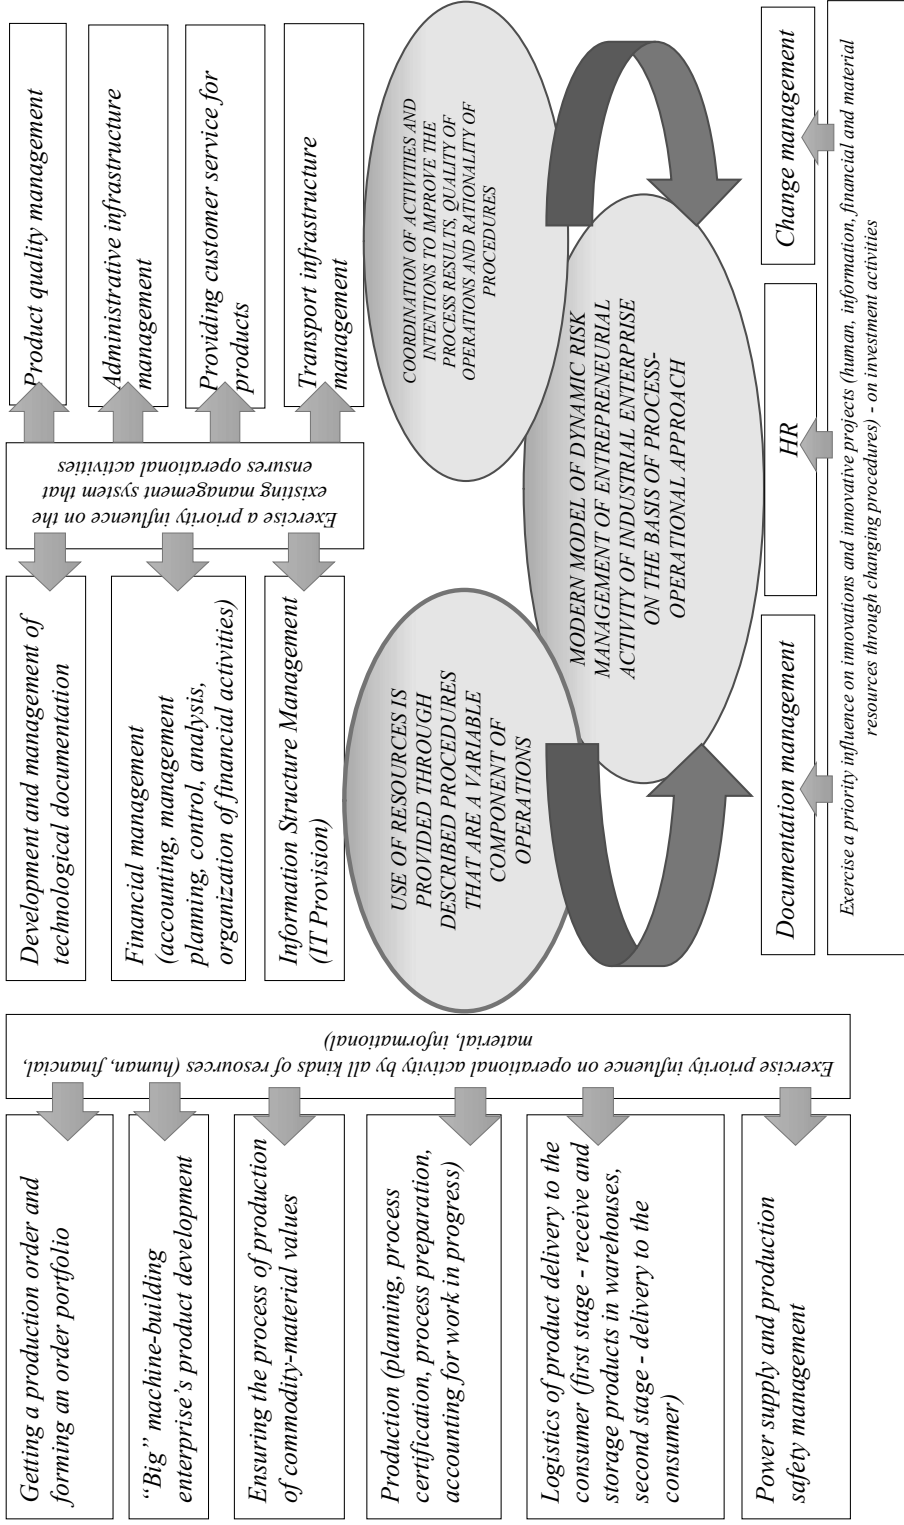 Getting a production order and
forming an order portfolio
“Big” machine-building
enterprise’s product development
Ensuring the process of production
of commodity-material values
Production (planning, process
certification, process preparation,
accounting for work in progress)
Logistics of product delivery to the
consumer (first stage - receive and
storage products in warehouses,
second stage - delivery to the
consumer)
Power supply and production
safety management
Exercise priority influence on operational activity by all kinds of resources (human, financial,
material, informational)
Development and management of
technological documentation
Financial management
(accounting, management
planning, control, analysis,
organization of financial activities)
Information Structure Management
(IT Provision)
Exercise a priority influence on the
existing management system that
ensures operational activities
Product quality management
Administrative infrastructure
management
Providing customer service for
products
Transport infrastructure
management
USE OF RESOURCES IS
PROVIDED THROUGH
DESCRIBED PROCEDURES
THAT ARE A VARIABLE
COMPONENT OF
OPERATIONS
COORDINATION OF ACTIVITIES AND
INTENTIONS TO IMPROVE THE
PROCESS RESULTS, QUALITY OF
OPERATIONS AND RATIONALITY OF
PROCEDURES
MODERN MODEL OF DYNAMIC RISK
MANAGEMENT OF ENTREPRENEURIAL
ACTIVITY OF INDUSTRIAL ENTERPRISE
ON THE BASIS OF PROCESS-
OPERATIONAL APPROACH
Documentation management
HR
Change management
Exercise a priority influence on innovations and innovative projects (human, information, financial and material
resources through changing procedures) - on investment activities